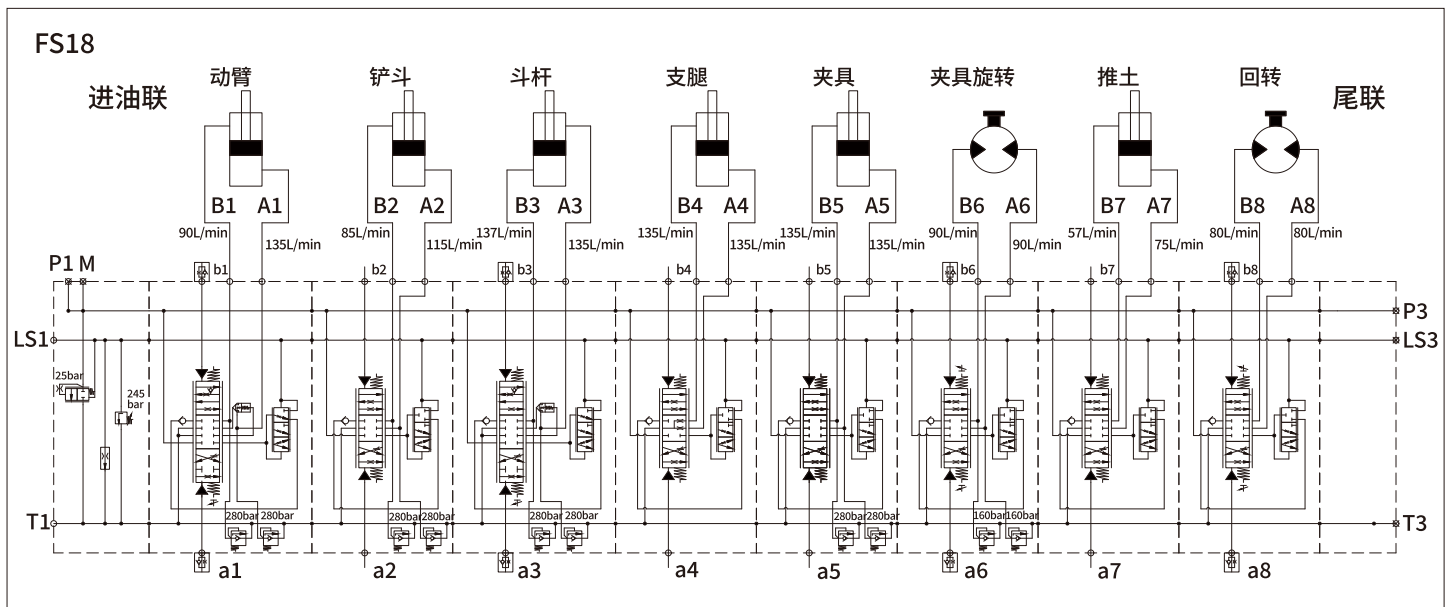 FS18
进油联
动臂
铲斗
斗杆
支腿
夹具
夹具旋转
推土
回转
尾联
B1 A1
B2 A2
B3 A3
B4 A4
B5 A5
B6 A6
B7 A7
B8 A8
90L/min
135L/min
85L/min
115L/min
137L/min
135L/min
135L/min
135L/min
135L/min
135L/min
90L/min
90L/min
57L/min
75L/min
80L/min
80L/min
P1 M
b1
b2
b3
b4
b5
b6
b7
b8
P3
LS1
LS3
25bar
245
bar
T1
280bar 280bar
280bar 280bar
280bar 280bar
280bar 280bar
160bar 160bar
T3
a1
a2
a3
a4
a5
a6
a7
a8